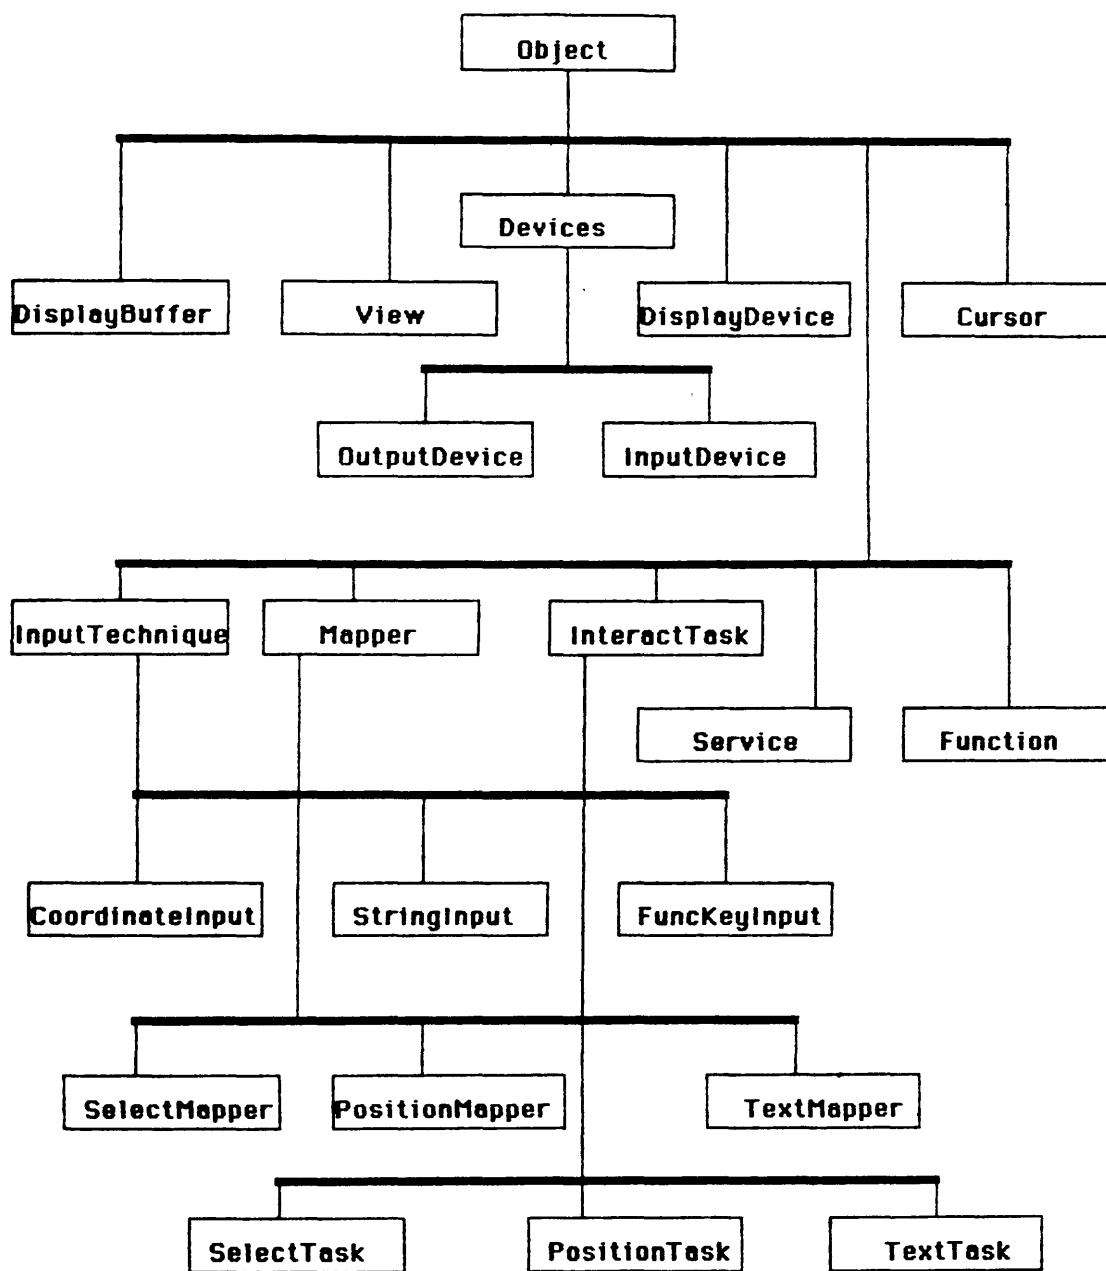 Object
Devices
DisplayBuffer
View
DisplayDevice
Cursor
OutputDevice
InputDevice
InputTechnique
Mapper
InteractTask
Service
Function
CoordinateInput
StringInput
FuncKeyInput
SelectMapper
PositionMapper
TextMapper
SelectTask
PositionTask
TextTask